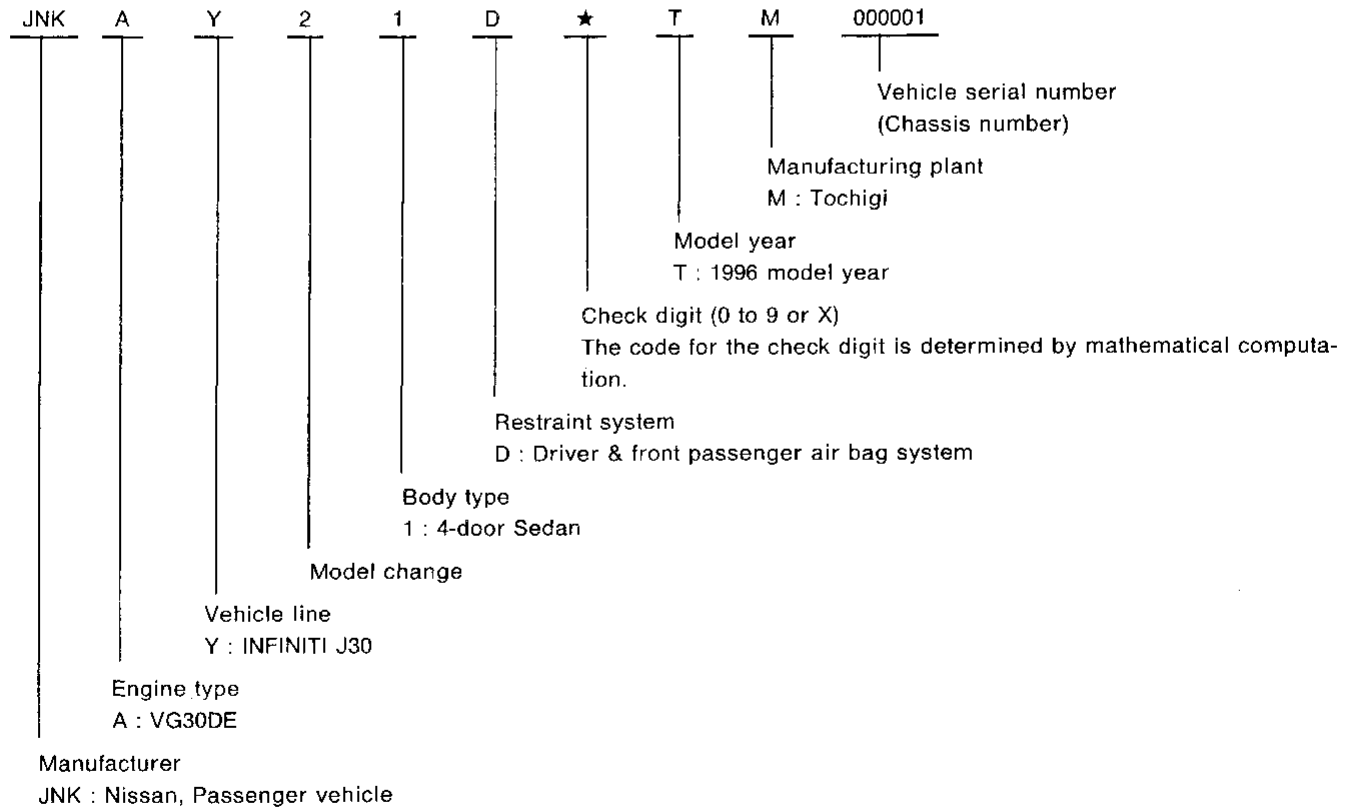 JNK A Y 2 1 D ★ T M 000001
Vehicle serial number
(Chassis number)
Manufacturing plant
M : Tochigi
Model year
T : 1996 model year
Check digit (0 to 9 or X)
The code for the check digit is determined by mathematical computa-
tion.
Restraint system
D : Driver & front passenger air bag system
Body type
1 : 4-door Sedan
Model change
Vehicle line
Y : INFINITI J30
Engine type
A : VG30DE
Manufacturer
JNK : Nissan, Passenger vehicle